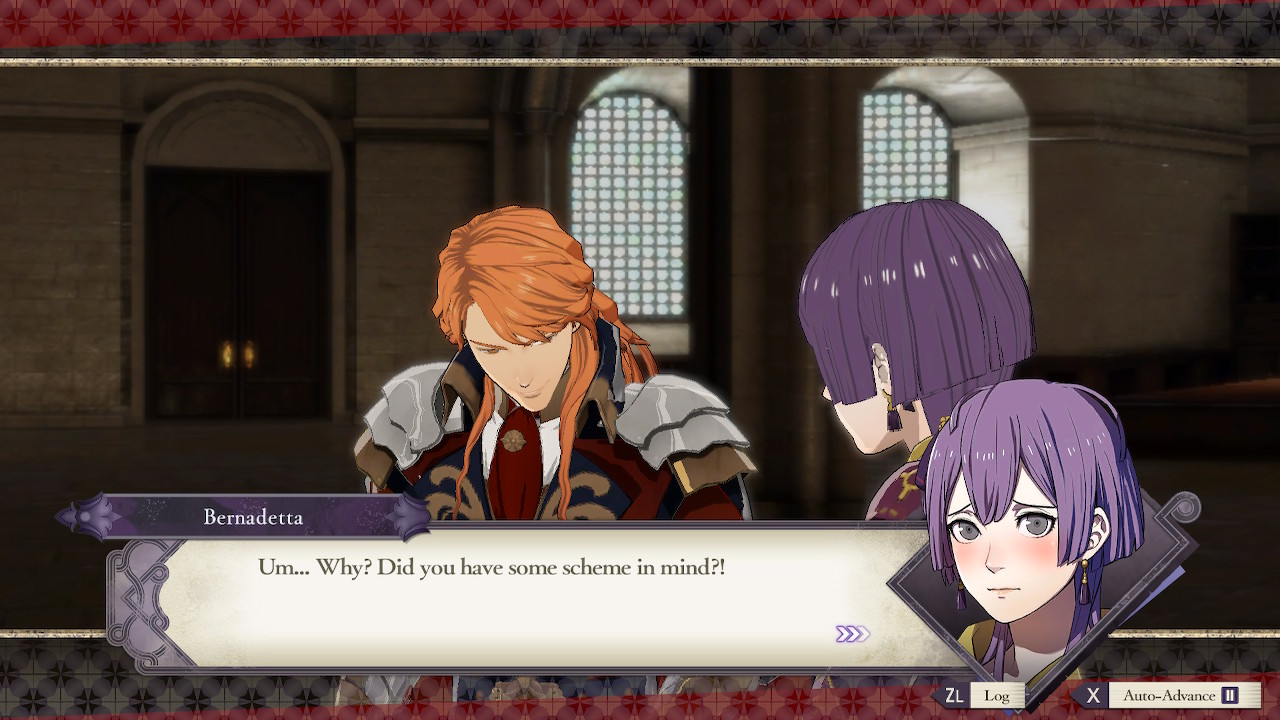 Bernadetta
Um... Why? Did you have some scheme in mind?!
ZL Log X Auto-Advance